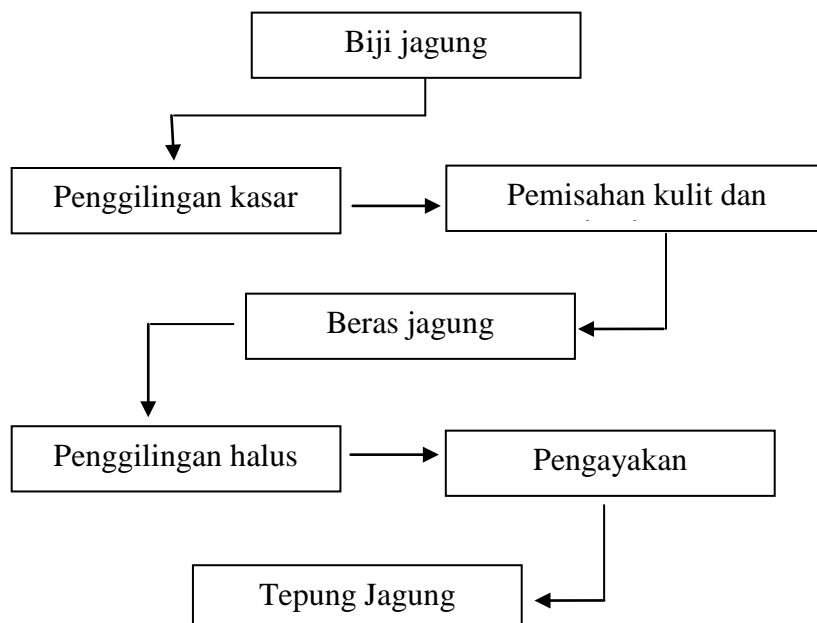 Biji jagung
Penggilingan kasar
Pemisahan kulit dan
Beras jagung
Penggilingan halus
Pengayakan
Tepung Jagung